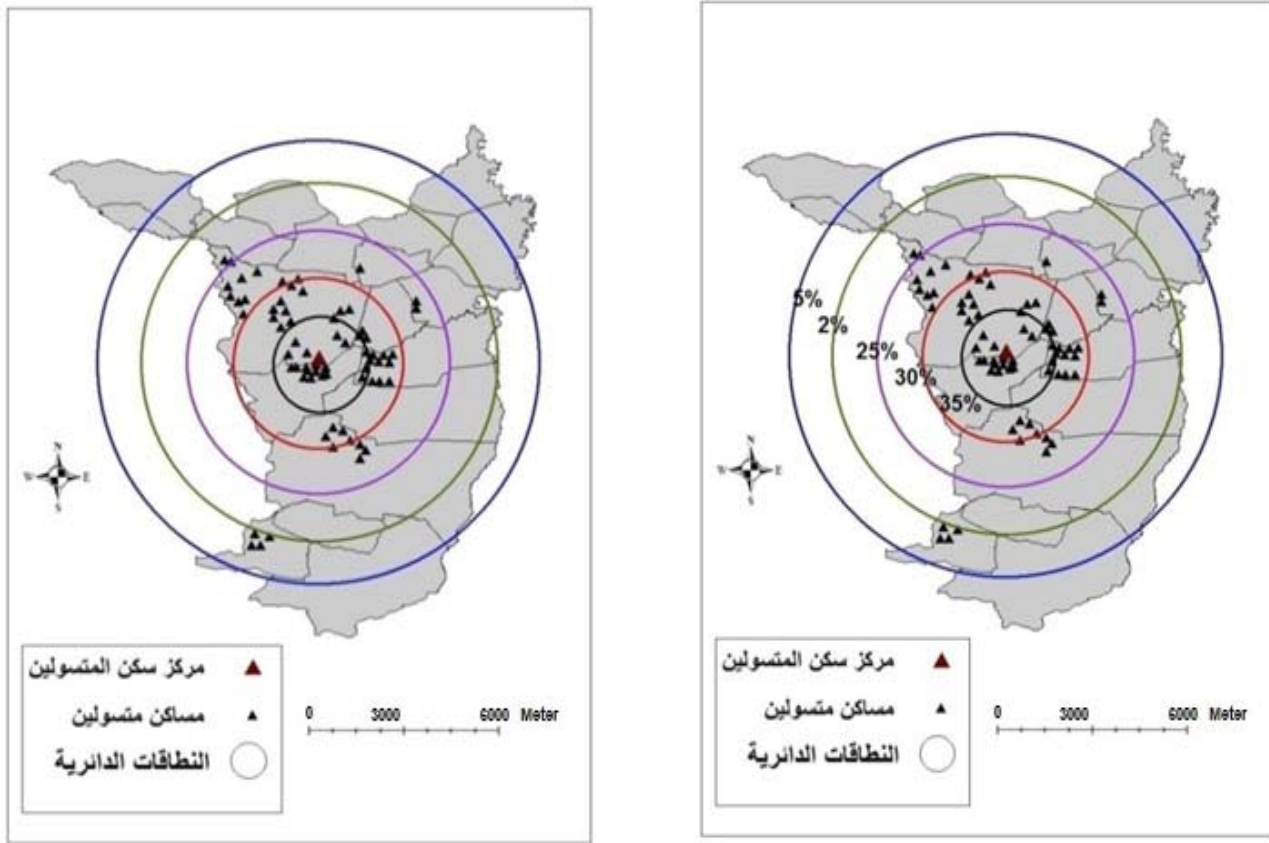 N
W E
S
مركز سكن المتسولين
مساكن متسولين
النطاقات الدائرية
0 3000 6000 Meter
5%
2%
25%
30%
35%
N
W E
S
مركز سكن المتسولين
مساكن متسولين
النطاقات الدائرية
0 3000 6000 Meter